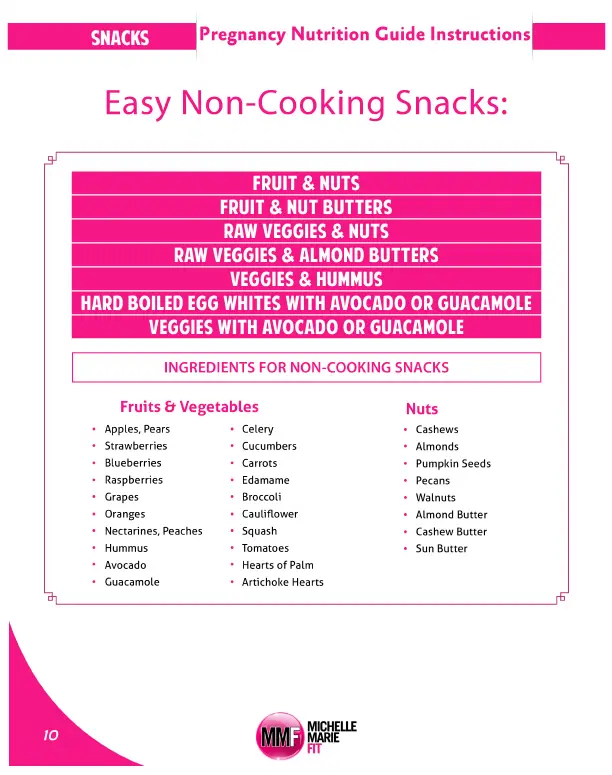 SNACKS
Pregnancy Nutrition Guide Instructions
Easy Non-Cooking Snacks:
FRUIT & NUTS
FRUIT & NUT BUTTERS
RAW VEGGIES & NUTS
RAW VEGGIES & ALMOND BUTTERS
VEGGIES & HUMMUS
HARD BOILED EGG WHITES WITH AVOCADO OR GUACAMOLE
VEGGIES WITH AVOCADO OR GUACAMOLE
INGREDIENTS FOR NON-COOKING SNACKS
Fruits & Vegetables
• Apples, Pears
• Strawberries
• Blueberries
• Raspberries
• Grapes
• Oranges
• Nectarines, Peaches
• Hummus
• Avocado
• Guacamole
• Celery
• Cucumbers
• Carrots
• Edamame
• Broccoli
• Cauliflower
• Squash
• Tomatoes
• Hearts of Palm
• Artichoke Hearts
Nuts
• Cashews
• Almonds
• Pumpkin Seeds
• Pecans
• Walnuts
• Almond Butter
• Cashew Butter
• Sun Butter
10
MMF
MICHELLE
MARIE
FIT